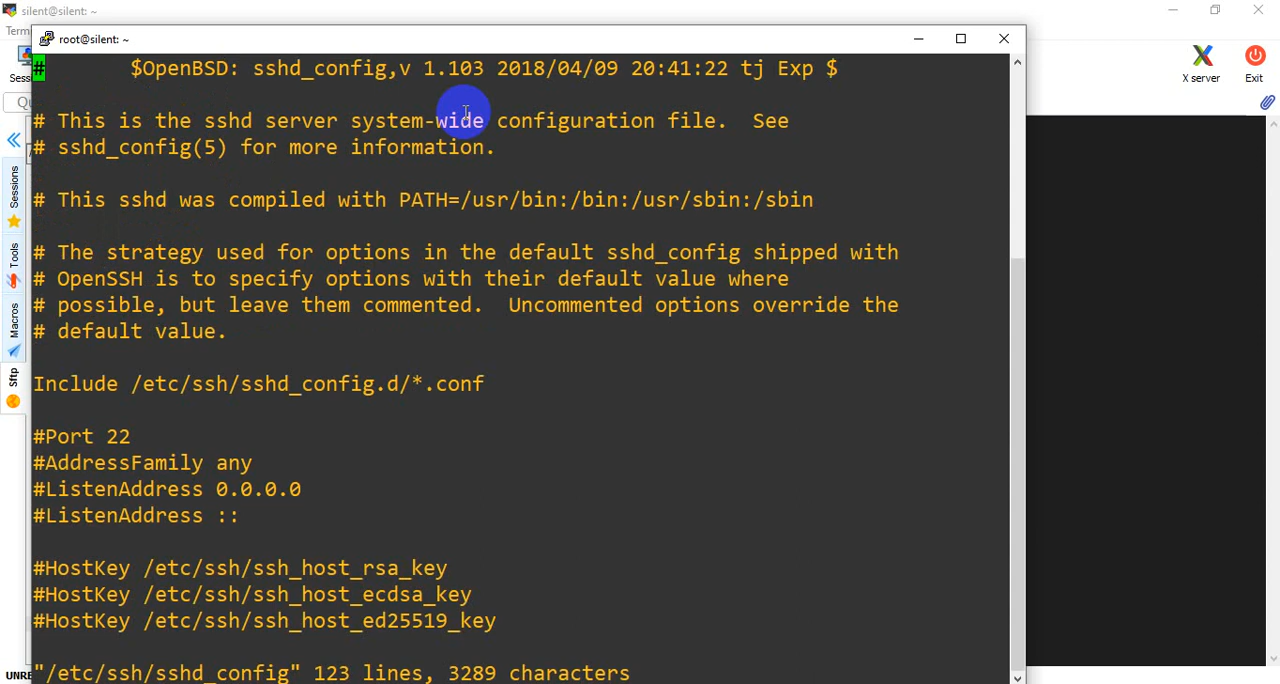 silent@silent: ~
Term
root@silent: ~
Sess
X server
Exit
Qu
Sessions
Tools
Macros
Sftp
#        $OpenBSD: sshd_config,v 1.103 2018/04/09 20:41:22 tj Exp $
# This is the sshd server system-wide configuration file.  See
# sshd_config(5) for more information.
# This sshd was compiled with PATH=/usr/bin:/bin:/usr/sbin:/sbin
# The strategy used for options in the default sshd_config shipped with
# OpenSSH is to specify options with their default value where
# possible, but leave them commented.  Uncommented options override the
# default value.
Include /etc/ssh/sshd_config.d/*.conf
#Port 22
#AddressFamily any
#ListenAddress 0.0.0.0
#ListenAddress ::
#HostKey /etc/ssh/ssh_host_rsa_key
#HostKey /etc/ssh/ssh_host_ecdsa_key
#HostKey /etc/ssh/ssh_host_ed25519_key
UNRE
"/etc/ssh/sshd_config" 123 lines, 3289 characters